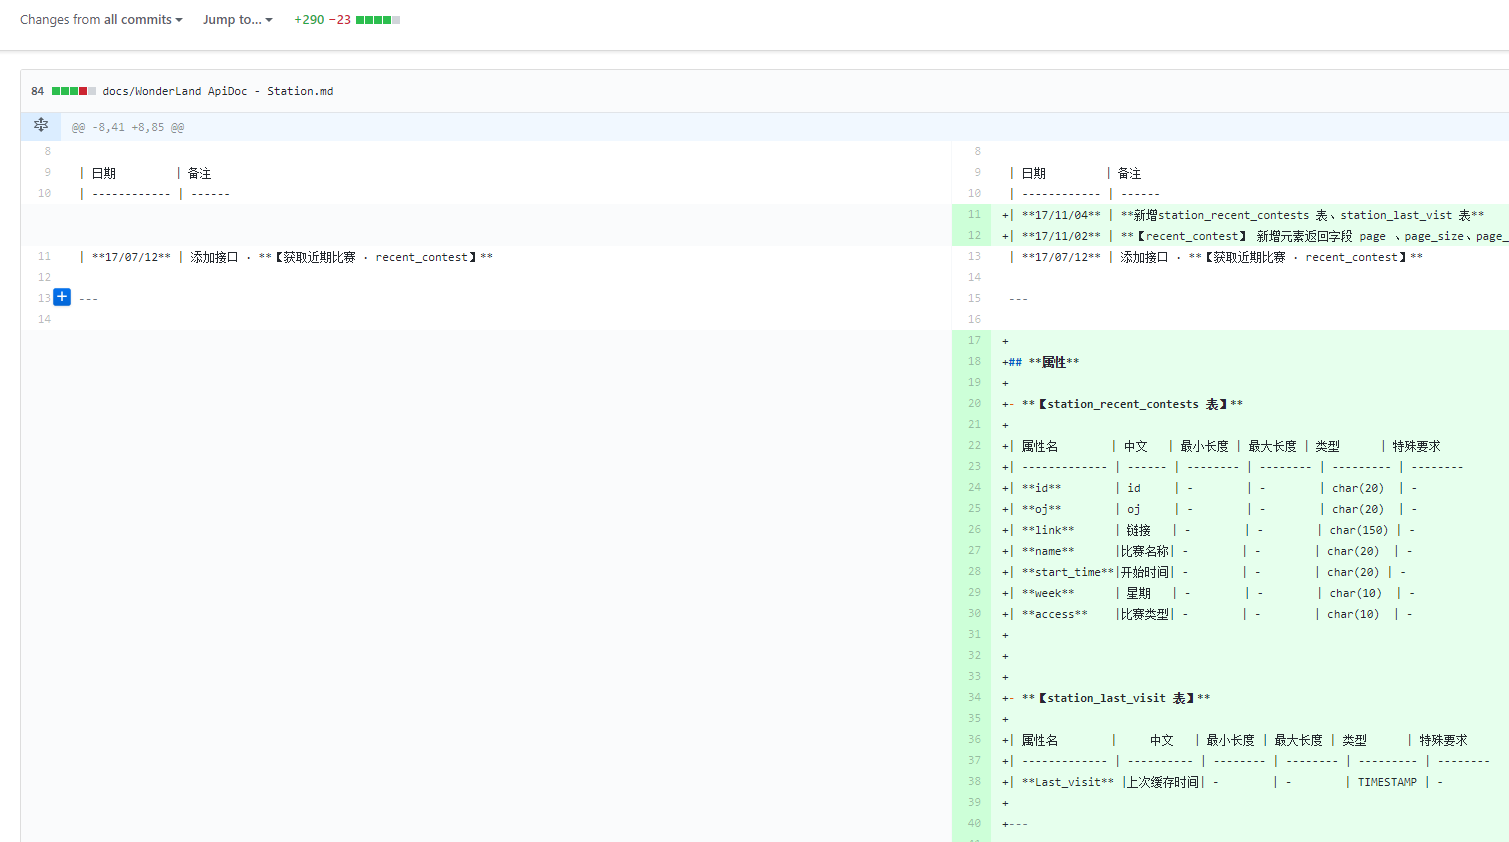 Changes from all commits Jump to... +290 −23
84 docs/WonderLand ApiDoc - Station.md
@@ -8,41 +8,85 @@
8
9 | 日期 | 备注
10 | ------------ | ------
11 | **17/07/12** | 添加接口 · **【获取近期比赛 · recent_contest】**
12
13 + ---
14
8
9 | 日期 | 备注
10 | ------------ | ------
11 +| **17/11/04** | **新增station_recent_contests 表、station_last_vist 表**
12 +| **17/11/02** | **【recent_contest】 新增元素返回字段 page 、page_size、page_
13 | **17/07/12** | 添加接口 · **【获取近期比赛 · recent_contest】**
14
15 ---
16
17 +
18 +## **属性**
19 +
20 +- **【station_recent_contests 表】**
21 +
22 +| 属性名 | 中文 | 最小长度 | 最大长度 | 类型 | 特殊要求
23 +| ------------- | ------ | -------- | -------- | --------- | --------
24 +| **id** | id | - | - | char(20) | -
25 +| **oj** | oj | - | - | char(20) | -
26 +| **link** | 链接 | - | - | char(150) | -
27 +| **name** |比赛名称| - | - | char(20) | -
28 +| **start_time**|开始时间| - | - | char(20) | -
29 +| **week** | 星期 | - | - | char(10) | -
30 +| **access** |比赛类型| - | - | char(10) | -
31 +
32 +
33 +
34 +- **【station_last_visit 表】**
35 +
36 +| 属性名 | 中文 | 最小长度 | 最大长度 | 类型 | 特殊要求
37 +| ------------- | ---------- | -------- | -------- | --------- | --------
38 +| **Last_visit** |上次缓存时间| - | - | TIMESTAMP | -
39 +
40 +---